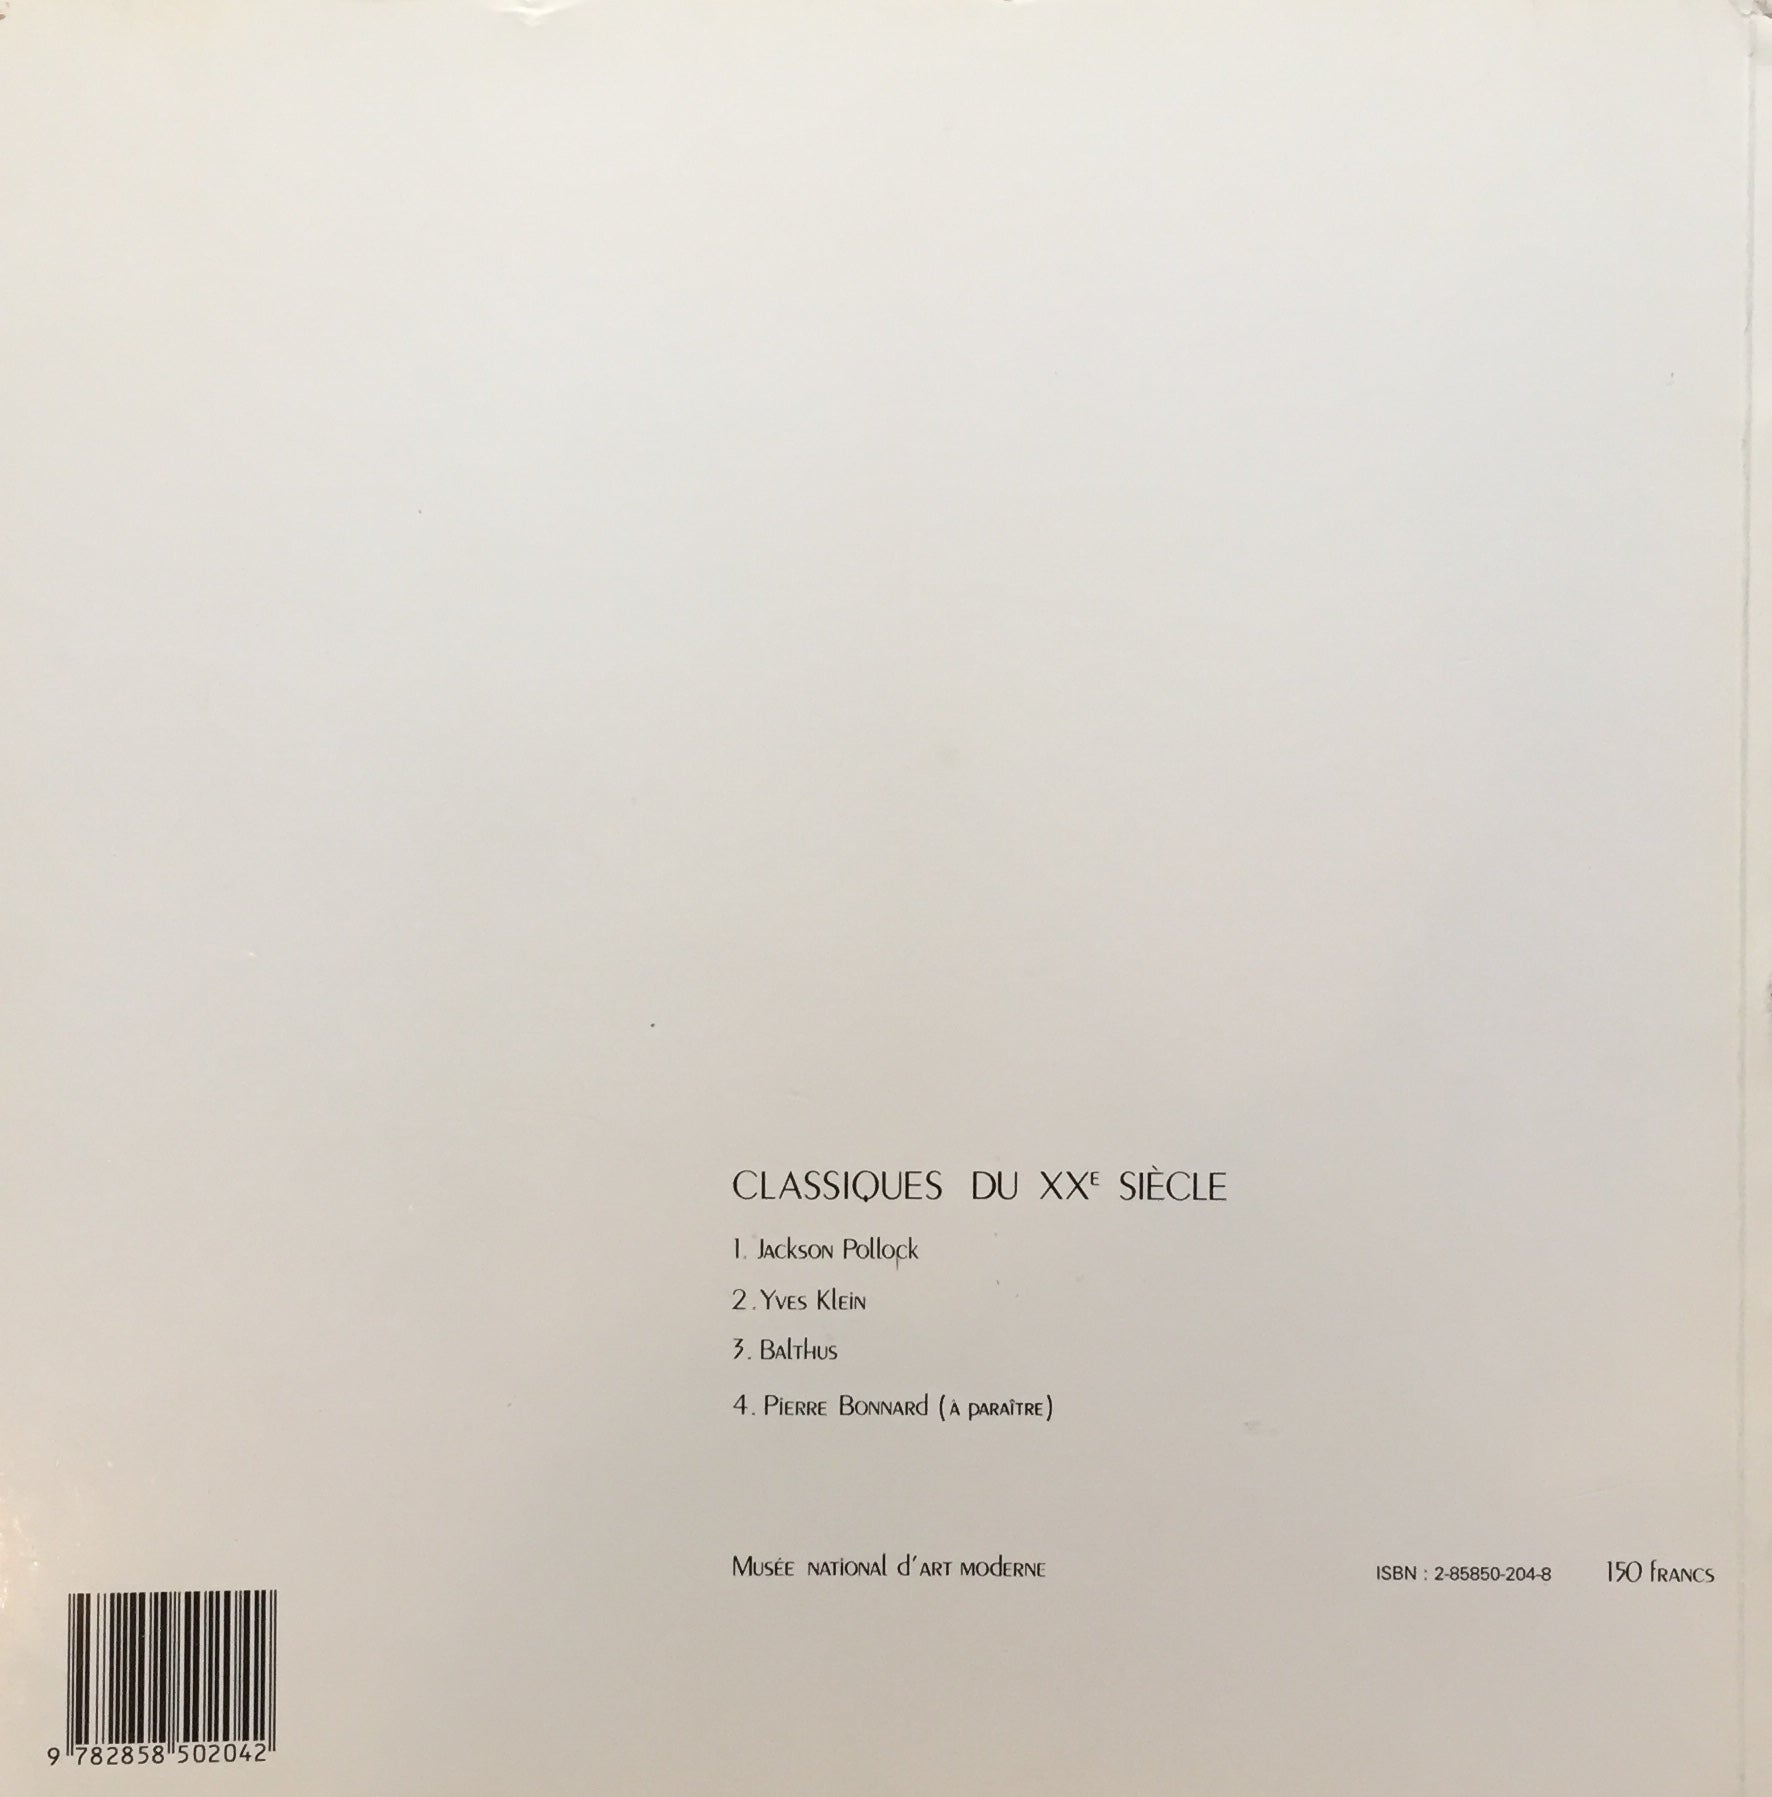 CLASSIQUES DU XXE SIÈCLE
1. Jackson Pollock
2. Yves Klein
3. Balthus
4. Pierre Bonnard (à paraître)
Musée national d'art moderne
ISBN : 2-85850-204-8
150 francs
9 782858 502042